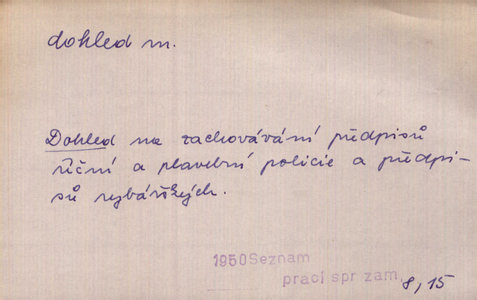 dohled m.
Dohled na zachovávání předpisů
říční a plavební policie a předpi-
sů rybářských.
1950 Seznam
prací spr zam, 8, 15